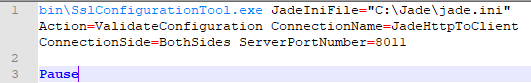 1 bin\SslConfigurationTool.exe JadeIniFile="C:\Jade\jade.ini"
Action=ValidateConfiguration ConnectionName=JadeHttpToClient
ConnectionSide=BothSides ServerPortNumber=8011
2
3 Pause